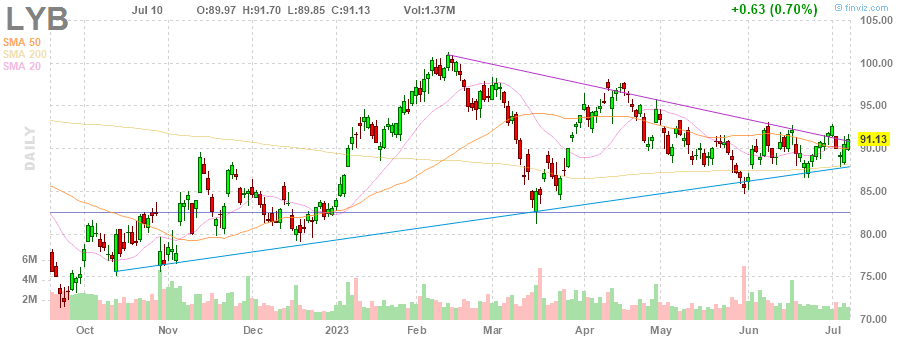 LYB Jul 10 O:89.97 H:91.70 L:89.85 C:91.13 Vol:1.37M +0.63 (0.70%) © finviz.com
SMA 50
SMA 200
SMA 20
DAILY
105.00
100.00
95.00
91.13
90.00
85.00
80.00
75.00
70.00
6M
4M
2M
Oct Nov Dec 2023 Feb Mar Apr May Jun Jul